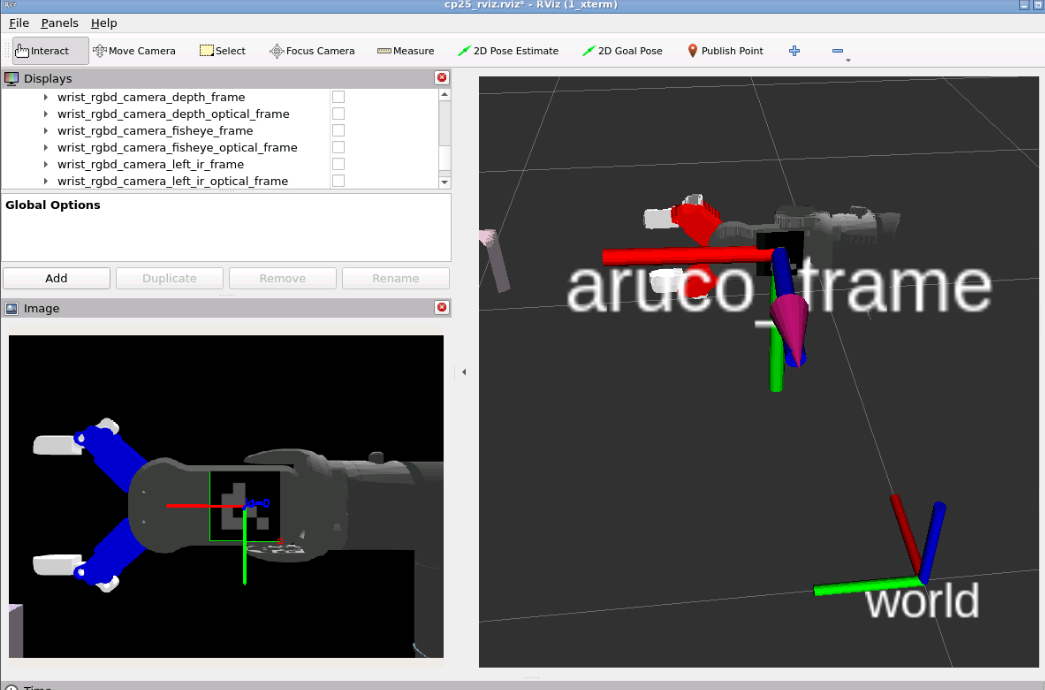 cp25_rviz.rviz* - RViz (1_xterm)
File Panels Help
Interact Move Camera Select Focus Camera Measure 2D Pose Estimate 2D Goal Pose Publish Point
Displays
wrist_rgbd_camera_depth_frame
wrist_rgbd_camera_depth_optical_frame
wrist_rgbd_camera_fisheye_frame
wrist_rgbd_camera_fisheye_optical_frame
wrist_rgbd_camera_left_ir_frame
wrist_rgbd_camera_left_ir_optical_frame
Global Options
Add Duplicate Remove Rename
Image
id=0
aruco_frame
world
Time